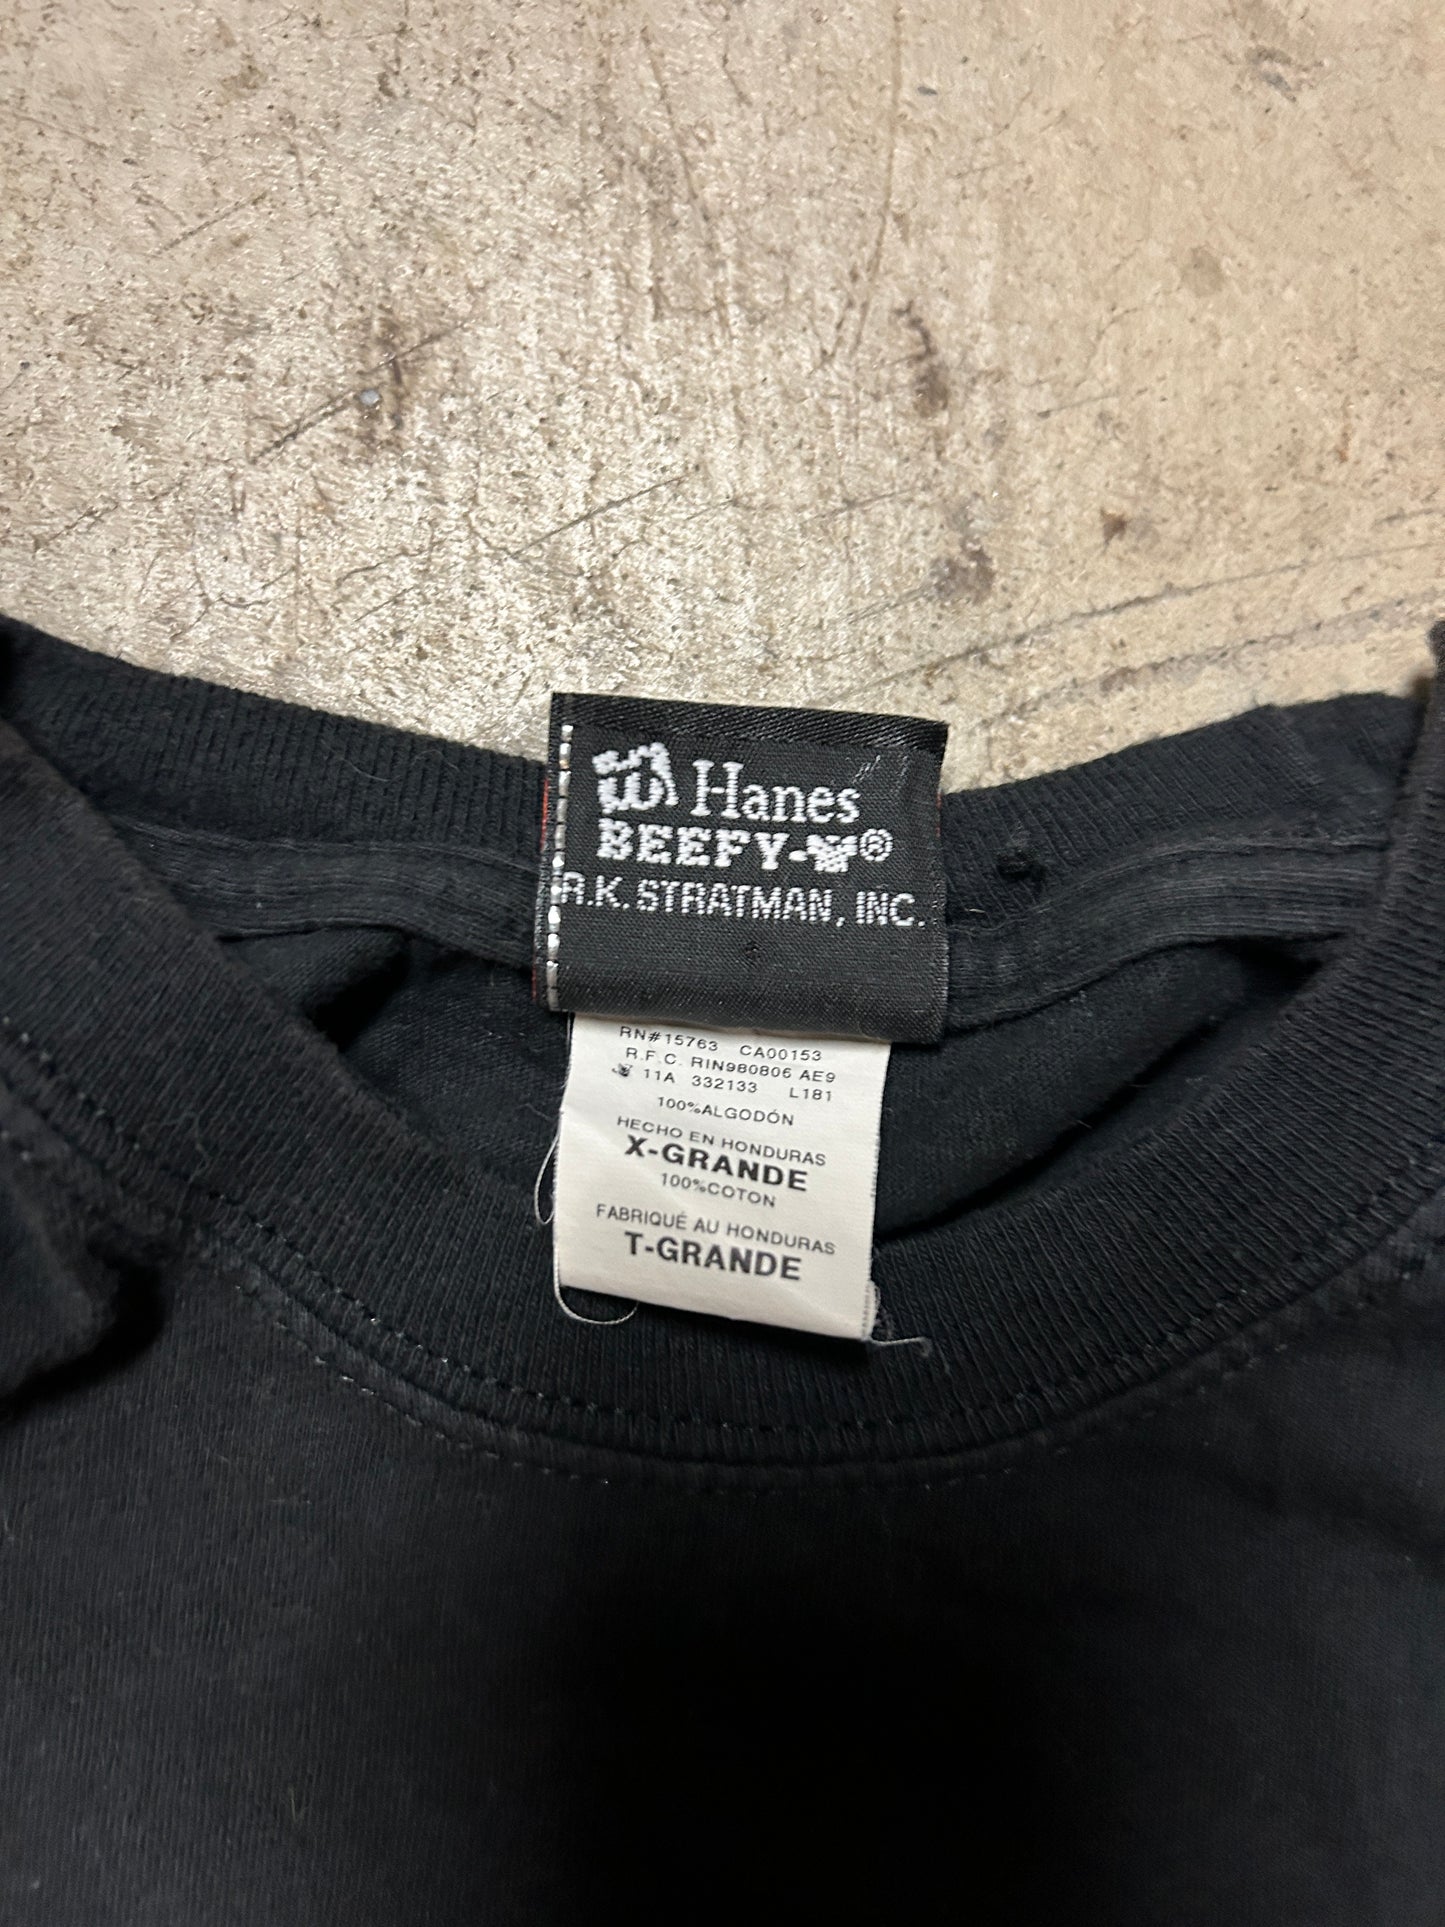 Hanes
BEEFY-T®
R.K. STRATMAN, INC.
RN#15763 CA00153
R.F.C. RIN980806 AE9
11A 332133 L181
100%ALGODÓN
HECHO EN HONDURAS
X-GRANDE
100%COTON
FABRIQUÉ AU HONDURAS
T-GRANDE